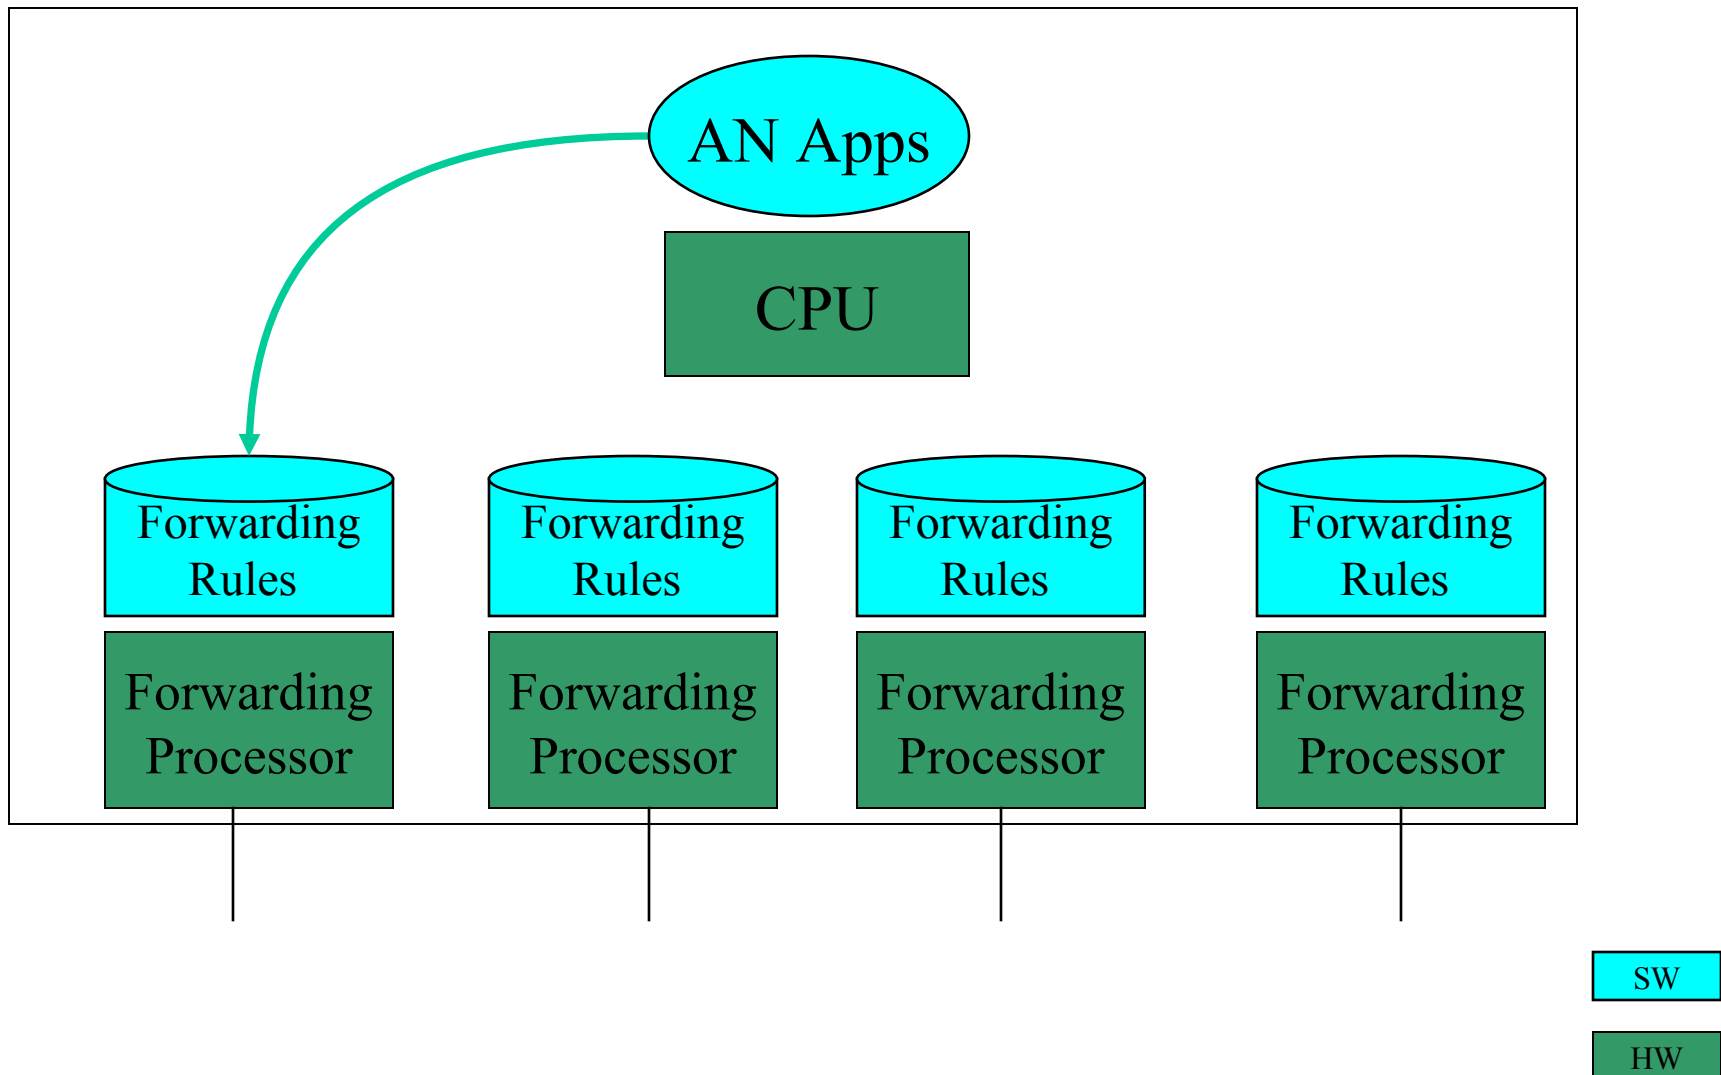 AN Apps
CPU
Forwarding
Rules
Forwarding
Rules
Forwarding
Rules
Forwarding
Rules
Forwarding
Processor
Forwarding
Processor
Forwarding
Processor
Forwarding
Processor
SW
HW